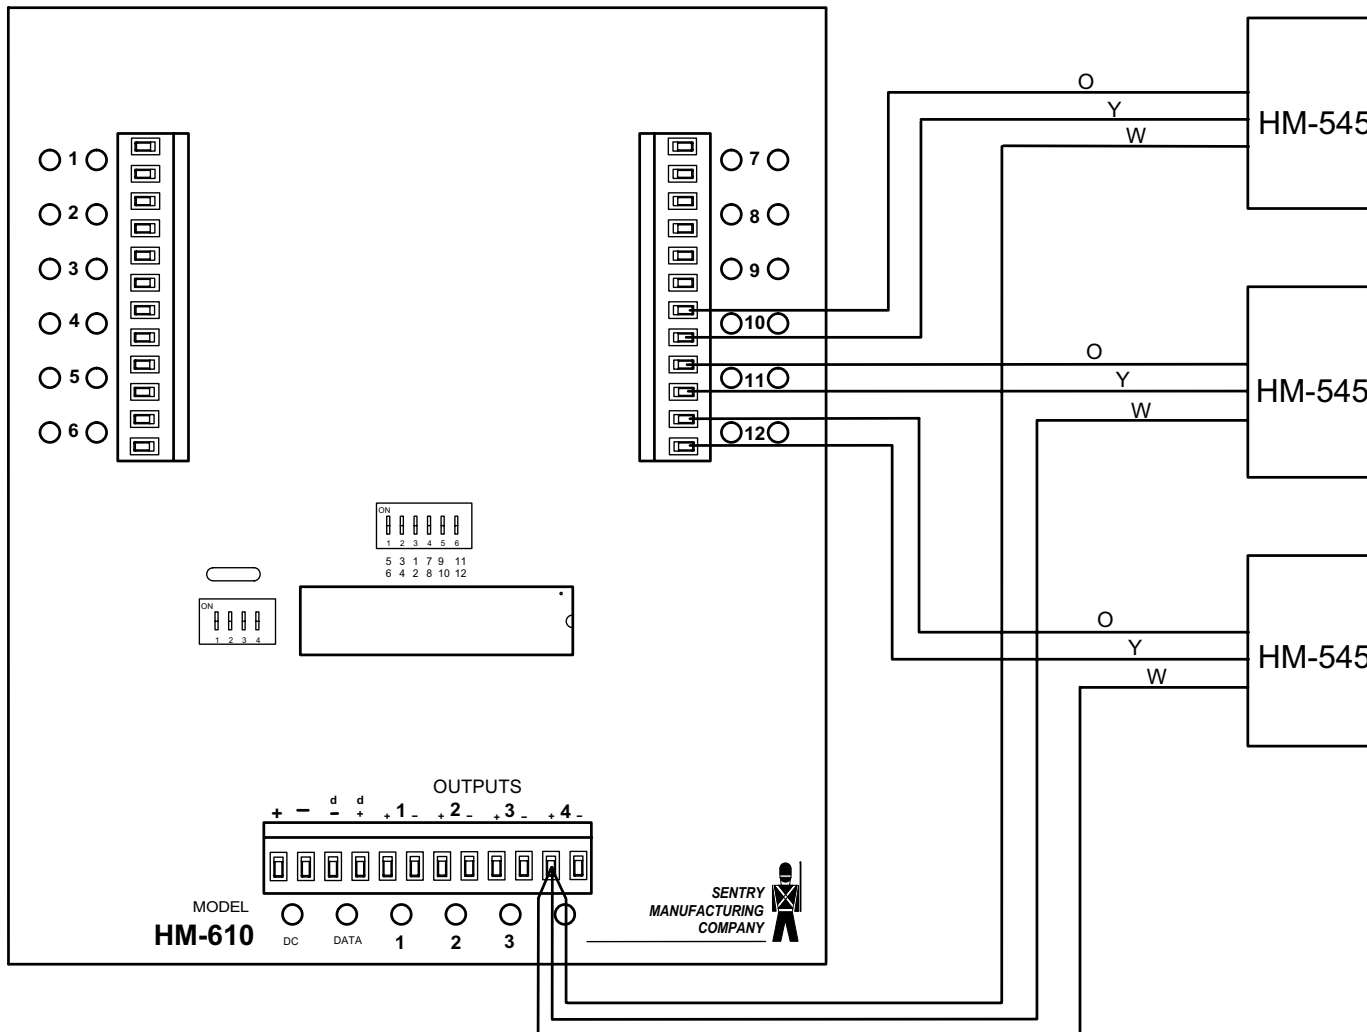 O
Y
W
HM-545
1 7
2 8
3 9
4 10
5 11
6 12
O
Y
W
HM-545
ON
1 2 3 4 5 6
5 3 1 7 9 11
6 4 2 8 10 12
ON
1 2 3 4
O
Y
W
HM-545
OUTPUTS
d d
+ − − + + 1 − + 2 − + 3 − + 4 −
MODEL
HM-610
DC DATA 1 2 3
SENTRY
MANUFACTURING
COMPANY